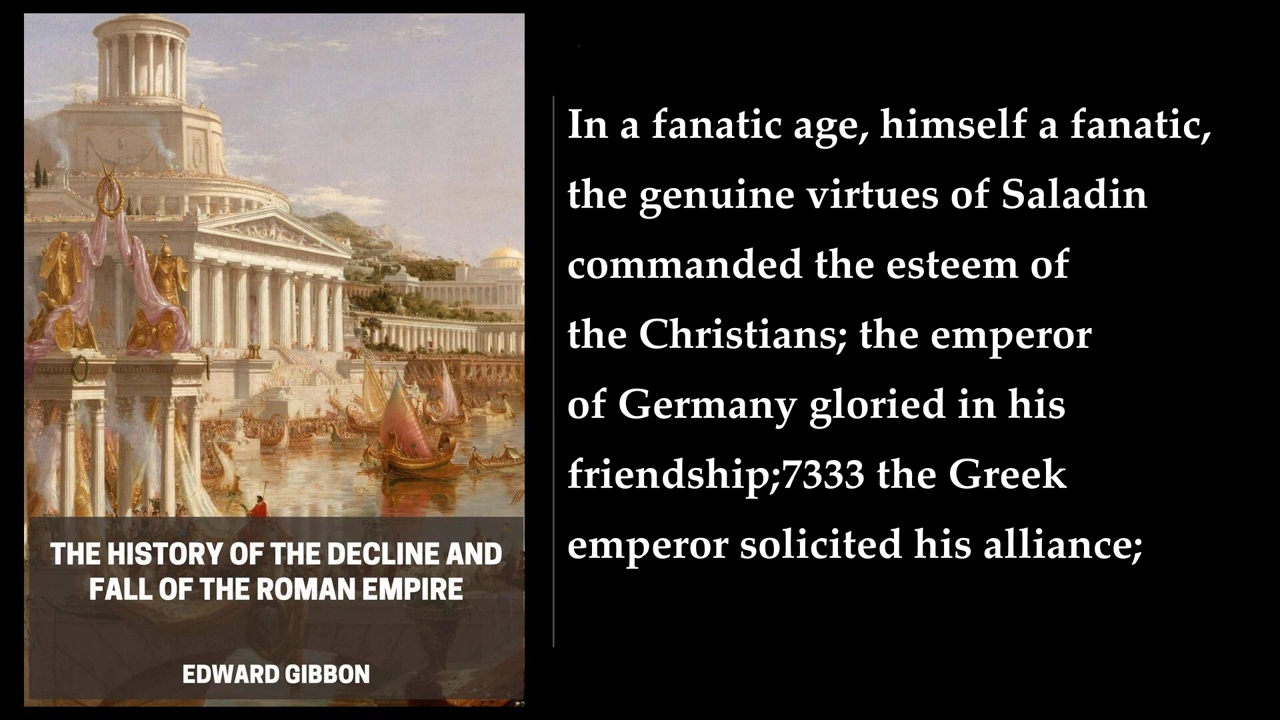 THE HISTORY OF THE DECLINE AND
FALL OF THE ROMAN EMPIRE
EDWARD GIBBON
In a fanatic age, himself a fanatic,
the genuine virtues of Saladin
commanded the esteem of
the Christians; the emperor
of Germany gloried in his
friendship;7333 the Greek
emperor solicited his alliance;